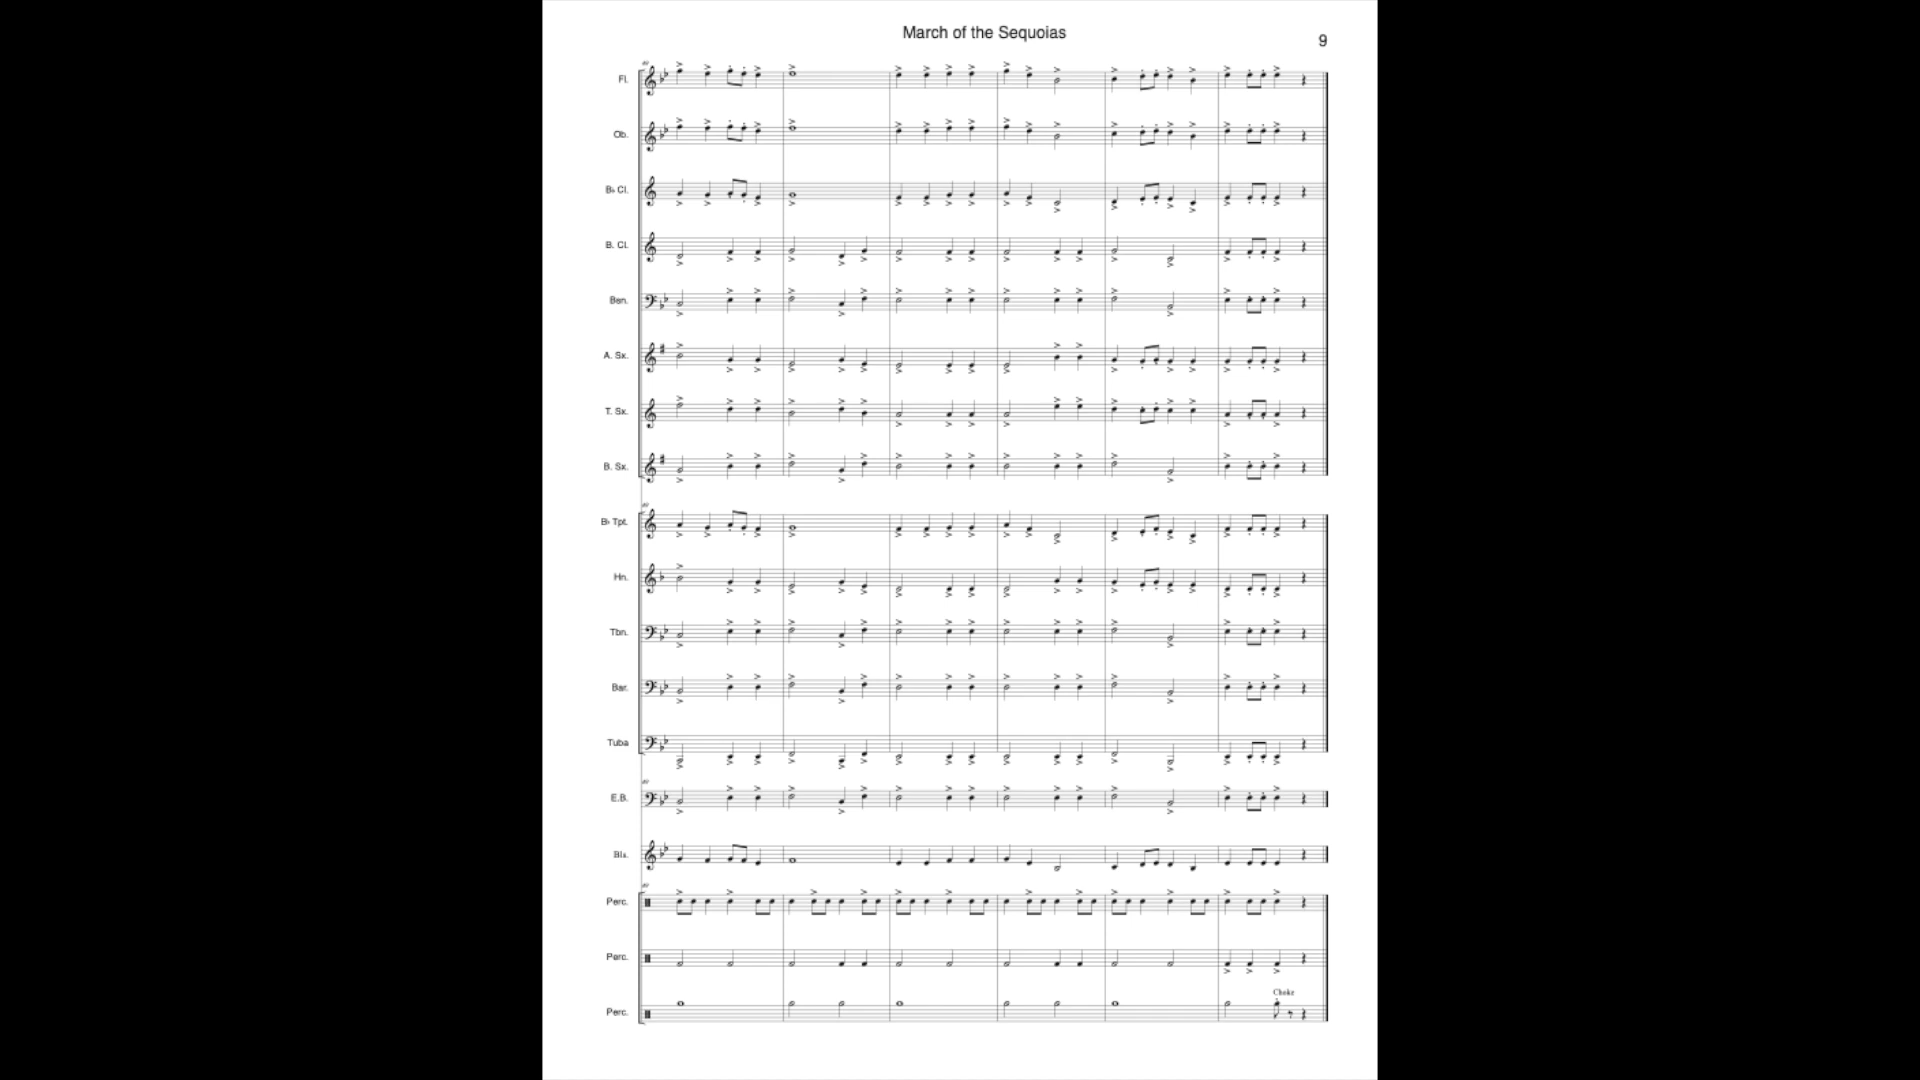 March of the Sequoias
9
Fl.
Ob.
B♭ Cl.
B. Cl.
Bsn.
A. Sx.
T. Sx.
B. Sx.
B♭ Tpt.
Hn.
Tbn.
Bar.
Tuba
E.B.
Bls.
Perc.
Perc.
Choke
Perc.